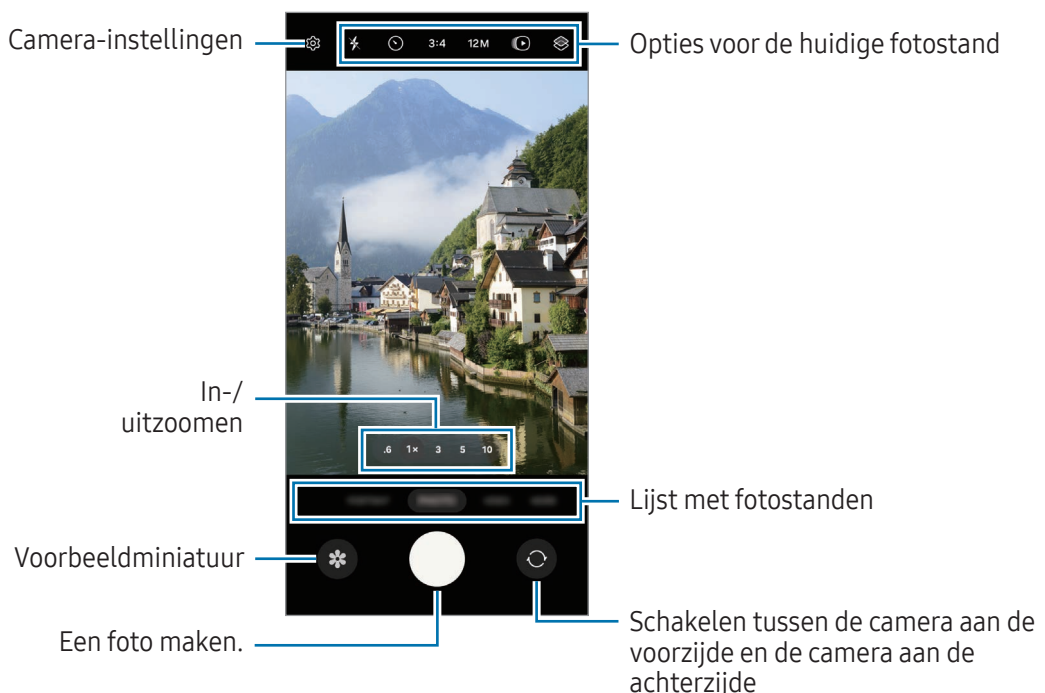 Camera-instellingen
3:4 12M
Opties voor de huidige fotostand
In-/
uitzoomen
.6 1× 3 5 10
Lijst met fotostanden
Voorbeeldminiatuur
Een foto maken.
Schakelen tussen de camera aan de
voorzijde en de camera aan de
achterzijde